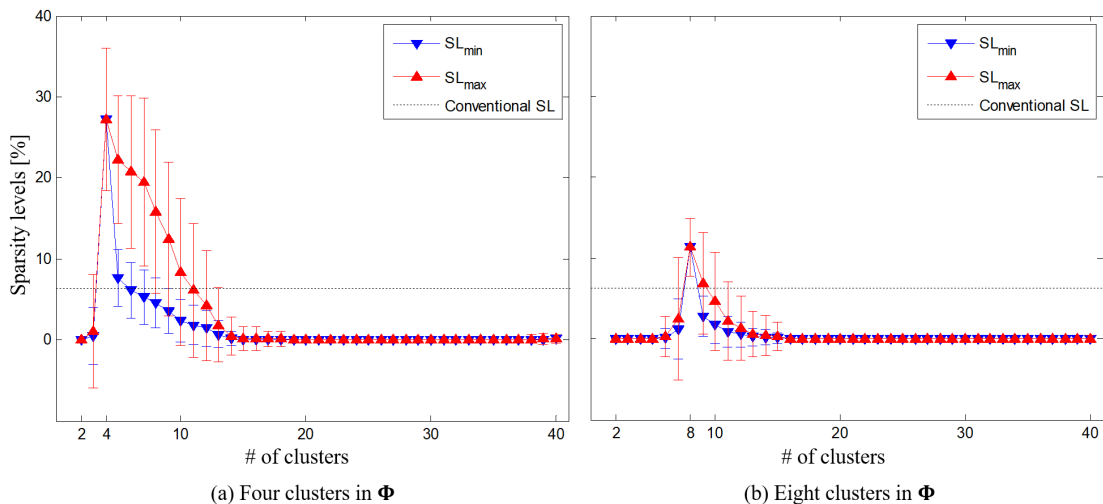 Sparsity levels [%]
40
30
20
10
0
SLmin
SLmax
Conventional SL
2 4 10 20 30 40
# of clusters
(a) Four clusters in Φ
SLmin
SLmax
Conventional SL
2 8 10 20 30 40
# of clusters
(b) Eight clusters in Φ